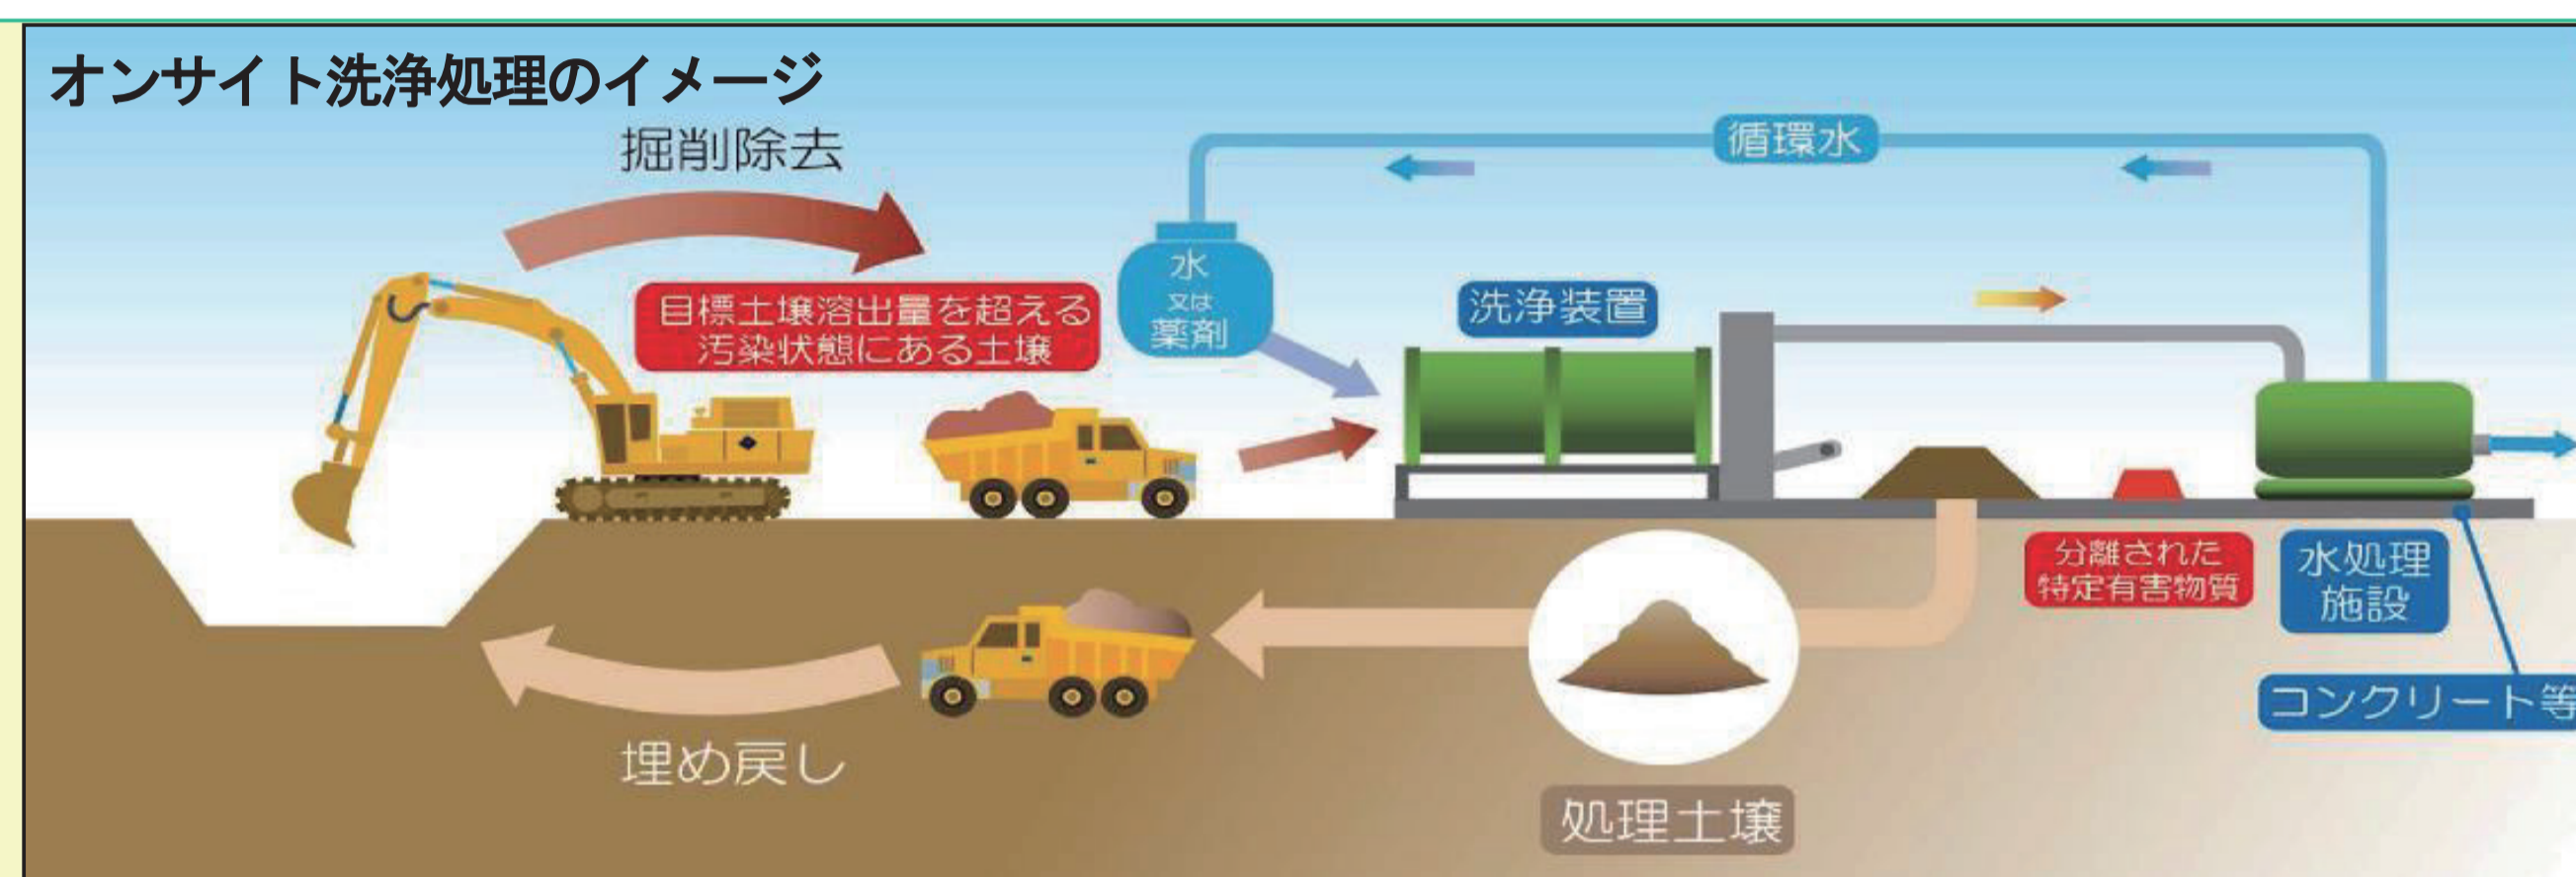 オンサイト洗浄処理のイメージ
掘削除去
循環水
目標土壌溶出量を超える
汚染状態にある土壌
水
又は
薬剤
洗浄装置
分離された
特定有害物質
水処理
施設
コンクリート等
埋め戻し
処理土壌